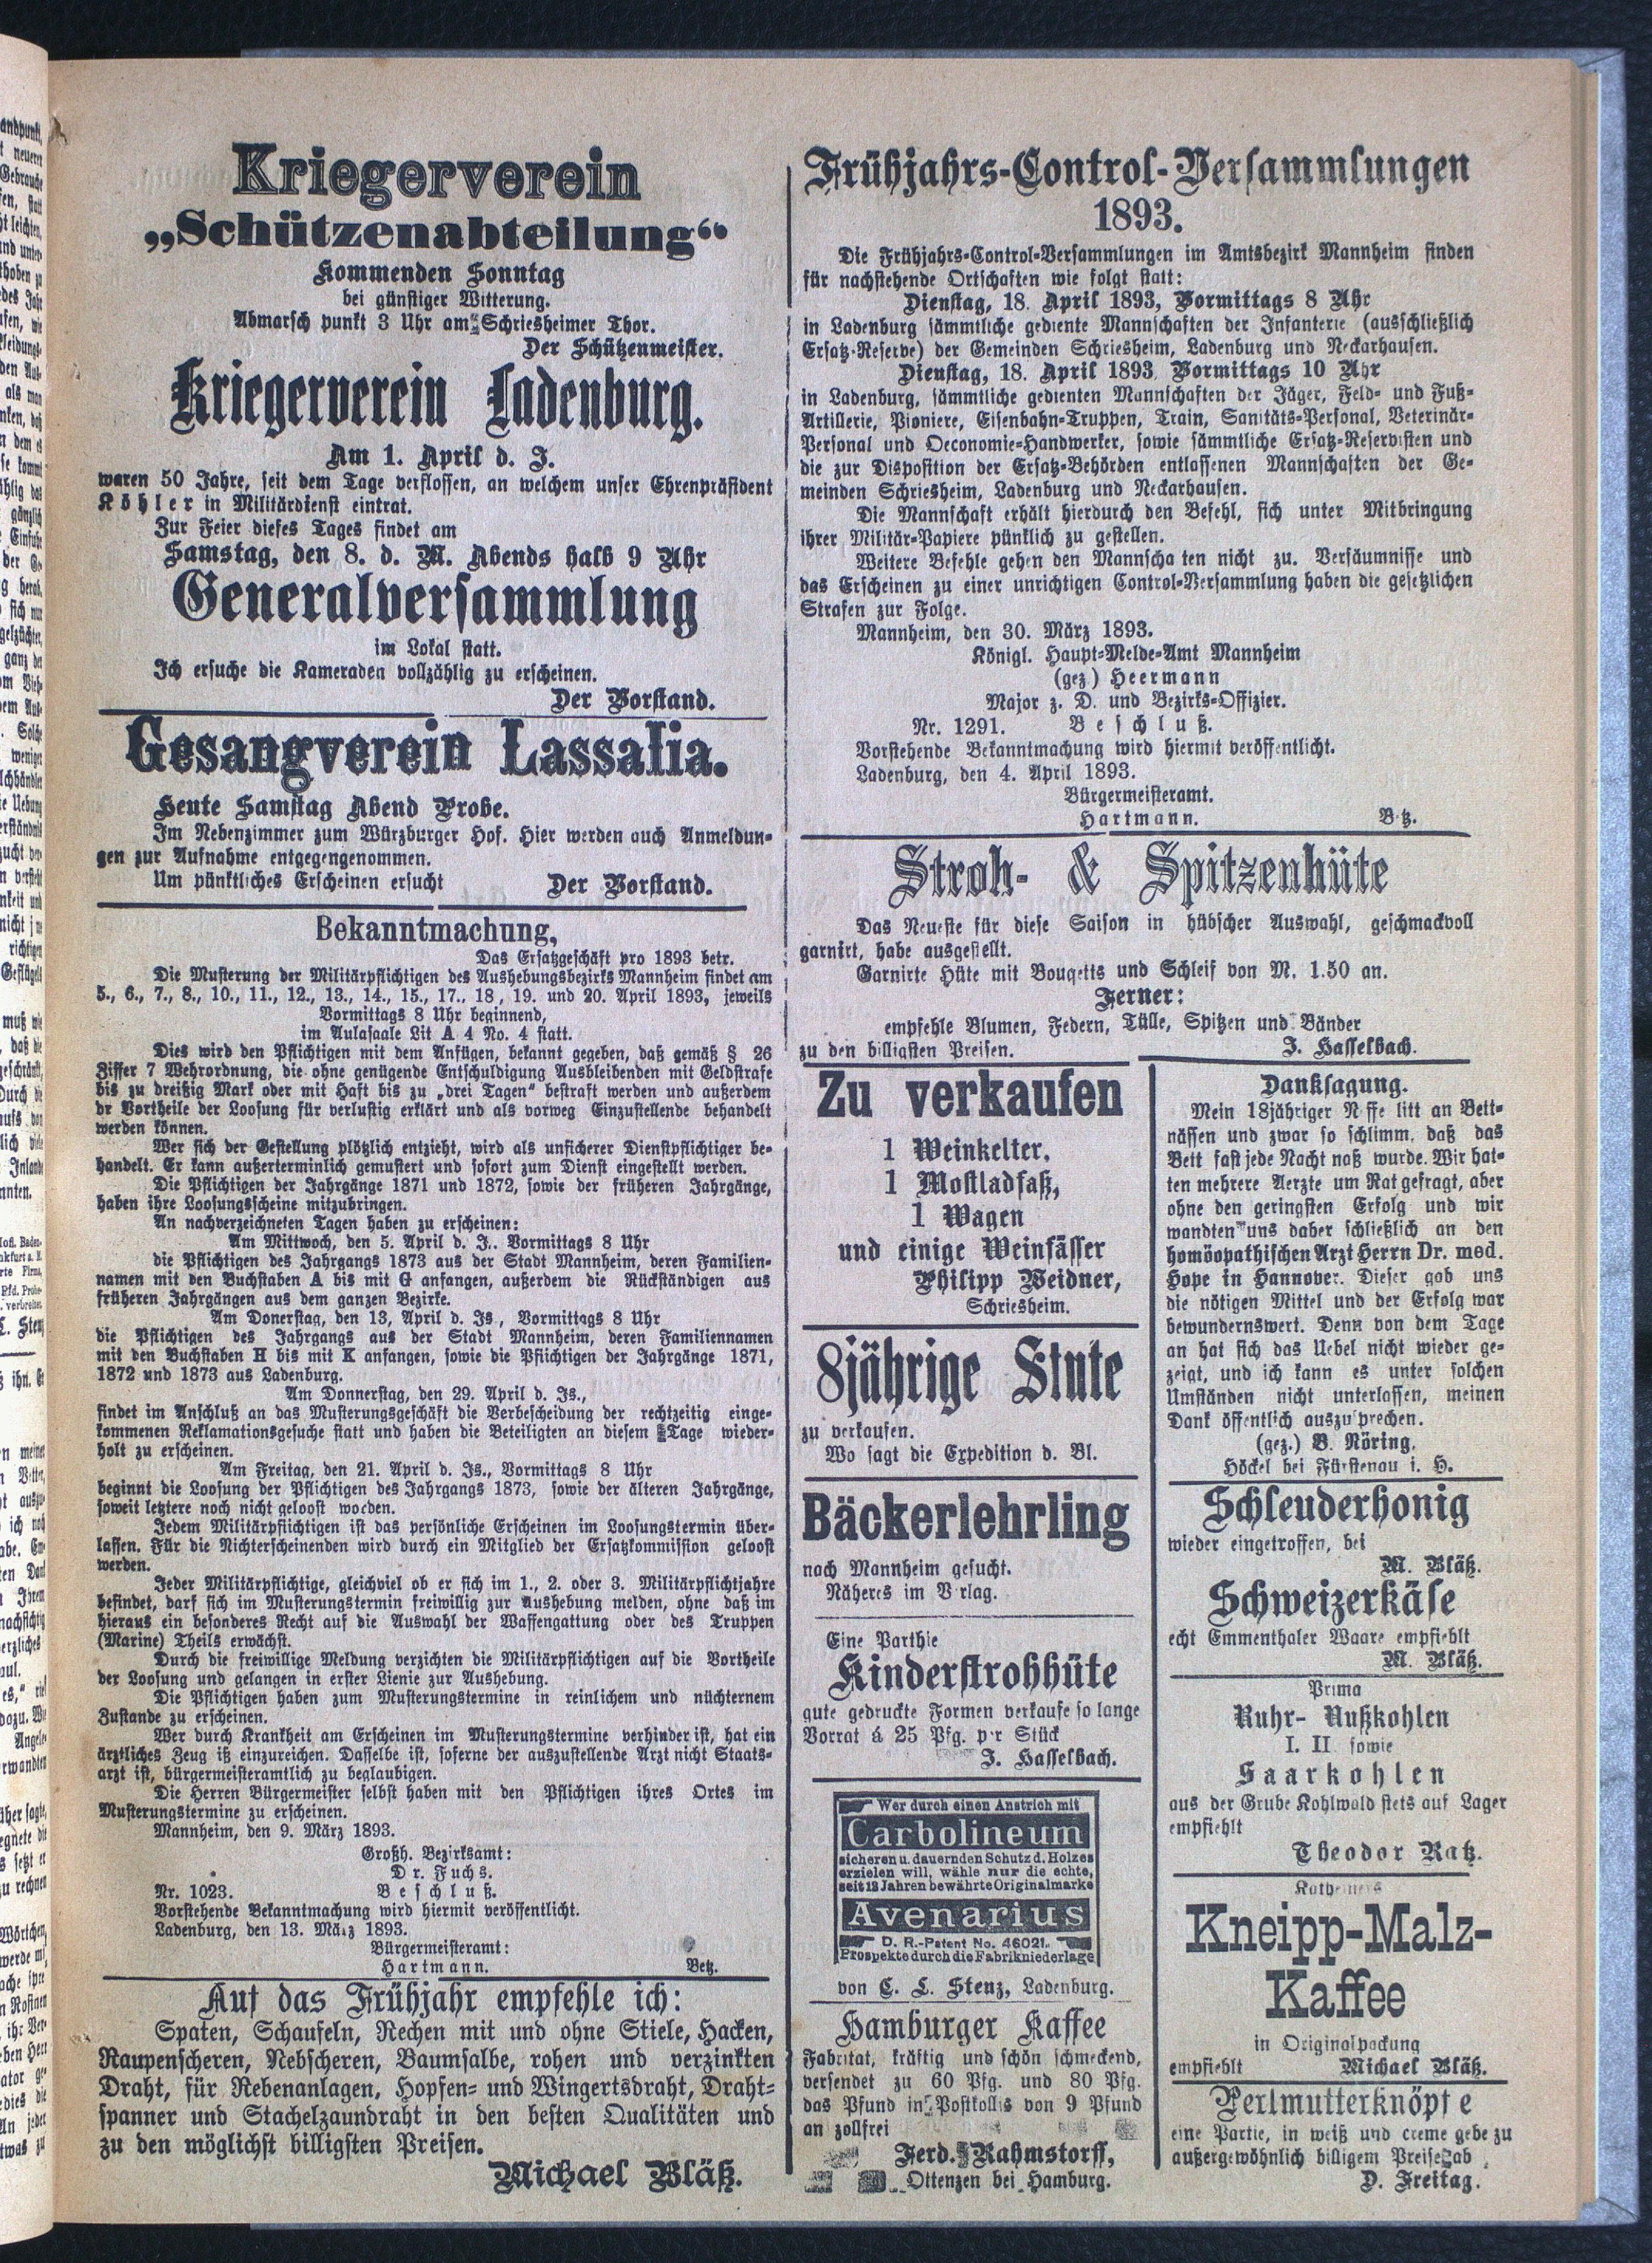 Kriegerverein
„Schützenabteilung“
Kommenden Sonntag
bei günstiger Witterung.
Abmarsch punkt 3 Uhr am Schriesheimer Thor.
Der Schützenmeister.
Kriegerverein Ladenburg.
Am 1. April d. J.
waren 50 Jahre, seit dem Tage verflossen, an welchem unser Ehrenpräsident
Köhler in Militärdienst eintrat.
Zur Feier dieses Tages findet am
Samstag, den 8. d. M. Abends halb 9 Uhr
Generalversammlung
im Lokal statt.
Ich ersuche die Kameraden vollzählig zu erscheinen.
Der Vorstand.
Gesangverein Lassalia.
Heute Samstag Abend Probe.
Im Nebenzimmer zum Würzburger Hof. Hier werden auch Anmeldun-
gen zur Aufnahme entgegengenommen.
Um pünktliches Erscheinen ersucht Der Vorstand.
Bekanntmachung,
Das Ersatzgeschäft pro 1893 betr.
Die Musterung der Militärpflichtigen des Aushebungsbezirks Mannheim findet am
5., 6., 7., 8., 10., 11., 12., 13., 14., 15., 17., 18, 19. und 20. April 1893, jeweils
Vormittags 8 Uhr beginnend,
im Aulasaale Lit A 4 No. 4 statt.
Dies wird den Pflichtigen mit dem Anfügen, bekannt gegeben, daß gemäß § 26
Ziffer 7 Wehrordnung, die ohne genügende Entschuldigung Ausbleibenden mit Geldstrafe
bis zu dreißig Mark oder mit Haft bis zu „drei Tagen“ bestraft werden und außerdem
dr Vortheile der Loosung für verlustig erklärt und als vorweg Einzustellende behandelt
werden können.
Wer sich der Gestellung plötzlich entzieht, wird als unsicherer Dienstpflichtiger be-
handelt. Er kann außerterminlich gemustert und sofort zum Dienst eingestellt werden.
Die Pflichtigen der Jahrgänge 1871 und 1872, sowie der früheren Jahrgänge,
haben ihre Loosungsscheine mitzubringen.
An nachverzeichneten Tagen haben zu erscheinen:
Am Mittwoch, den 5. April d. J., Vormittags 8 Uhr
die Pflichtigen des Jahrgangs 1873 aus der Stadt Mannheim, deren Familien-
namen mit den Buchstaben A bis mit G anfangen, außerdem die Rückständigen aus
früheren Jahrgängen aus dem ganzen Bezirke.
Am Donerstag, den 13, April d. Js, Vormittags 8 Uhr
die Pflichtigen des Jahrgangs aus der Stadt Mannheim, deren Familiennamen
mit den Buchstaben H bis mit K anfangen, sowie die Pflichtigen der Jahrgänge 1871,
1872 und 1873 aus Ladenburg.
Am Donnerstag, den 29. April d. Js.,
findet im Anschluß an das Musterungsgeschäft die Verbescheidung der rechtzeitig einge-
kommenen Reklamationsgesuche statt und haben die Beteiligten an diesem Tage wieder-
holt zu erscheinen.
Am Freitag, den 21. April d. Js., Vormittags 8 Uhr
beginnt die Loosung der Pflichtigen des Jahrgangs 1873, sowie der älteren Jahrgänge,
soweit letztere noch nicht geloost worden.
Jedem Militärpflichtigen ist das persönliche Erscheinen im Loosungstermin über-
lassen. Für die Nichterscheinenden wird durch ein Mitglied der Ersatzkommission geloost
werden.
Jeder Militärpflichtige, gleichviel ob er sich im 1., 2. oder 3. Militärpflichtjahre
befindet, darf sich im Musterungstermin freiwillig zur Aushebung melden, ohne daß im
hieraus ein besonderes Recht auf die Auswahl der Waffengattung oder des Truppen
(Marine) Theils erwächst.
Durch die freiwillige Meldung verzichten die Militärpflichtigen auf die Vortheile
der Loosung und gelangen in erster Lienie zur Aushebung.
Die Pflichtigen haben zum Musterungstermine in reinlichem und nüchternem
Zustande zu erscheinen.
Wer durch Krankheit am Erscheinen im Musterungstermine verhindert ist, hat ein
ärztliches Zeug iß einzureichen. Dasselbe ist, soferne der auszustellende Arzt nicht Staats-
arzt ist, bürgermeisteramtlich zu beglaubigen.
Die Herren Bürgermeister selbst haben mit den Pflichtigen ihres Ortes im
Musterungstermine zu erscheinen.
Mannheim, den 9. März 1893.
Großh. Bezirksamt:
Dr. Fuchs.
Nr. 1023. Beschluß.
Vorstehende Bekanntmachung wird hiermit veröffentlicht.
Ladenburg, den 13. März 1893.
Bürgermeisteramt:
Hartmann. Betz.
Auf das Frühjahr empfehle ich:
Spaten, Schaufeln, Rechen mit und ohne Stiele, Hacken,
Raupenscheren, Rebscheren, Baumsalbe, rohen und verzinkten
Draht, für Rebenanlagen, Hopfen- und Wingertsdraht, Draht-
spanner und Stachelzaundraht in den besten Qualitäten und
zu den möglichst billigsten Preisen.
Michael Bläß.
Frühjahrs-Control-Versammlungen
1893.
Die Frühjahrs-Control-Versammlungen im Amtsbezirk Mannheim finden
für nachstehende Ortschaften wie folgt statt:
Dienstag, 18. April 1893, Vormittags 8 Uhr
in Ladenburg sämmtliche gediente Mannschaften der Infanterie (ausschließlich
Ersatz-Reserve) der Gemeinden Schriesheim, Ladenburg und Neckarhausen.
Dienstag, 18. April 1893, Vormittags 10 Uhr
in Ladenburg, sämmtliche gedienten Mannschaften der Jäger, Feld- und Fuß-
Artillerie, Pioniere, Eisenbahn-Truppen, Train, Sanitäts-Personal, Veterinär-
Personal und Oeconomie-Handwerker, sowie sämmtliche Ersatz-Reservisten und
die zur Disposition der Ersatz-Behörden entlassenen Mannschaften der Ge-
meinden Schriesheim, Ladenburg und Neckarhausen.
Die Mannschaft erhält hierdurch den Befehl, sich unter Mitbringung
ihrer Militär-Papiere pünklich zu gestellen.
Weitere Befehle gehen den Mannscha ten nicht zu. Versäumnisse und
das Erscheinen zu einer unrichtigen Control-Versammlung haben die gesetzlichen
Strafen zur Folge.
Mannheim, den 30. März 1893.
Königl. Haupt-Melde-Amt Mannheim
(gez.) Heermann
Major z. D. und Bezirks-Offizier.
Nr. 1291. Beschluß.
Vorstehende Bekanntmachung wird hiermit veröffentlicht.
Ladenburg, den 4. April 1893.
Bürgermeisteramt.
Hartmann. B tz.
Stroh- & Spitzenhüte
Das Neueste für diese Saison in hübscher Auswahl, geschmackvoll
garnirt, habe ausgestellt.
Garnirte Hüte mit Bouqetts und Schleif von M. 1.50 an.
Ferner:
empfehle Blumen, Federn, Tülle, Spitzen und Bänder
zu den billigsten Preisen. J. Hasselbach.
Zu verkaufen
1 Weinkelter,
1 Mostladfaß,
1 Wagen
und einige Weinfässer
Philipp Weidner,
Schriesheim.
8jährige Stute
zu verkaufen.
Wo sagt die Expedition d. Bl.
Bäckerlehrling
nach Mannheim gesucht.
Näheres im V rlag.
Eine Parthie
Kinderstrohhüte
gute gedruckte Formen verkaufe so lange
Vorrat á 25 Pfg. p r Stück
J. Hasselbach.
Wer durch einen Anstrich mit
Carbolineum
sicheren u. dauernden Schutz d. Holzes
erzielen will, wähle nur die echte,
seit 12 Jahren bewährte Originalmarke
Avenarius
D. R.-Patent No. 46021.
Prospekte durch die Fabrikniederlage
von C. L. Stenz, Ladenburg.
Hamburger Kaffee
Fabritat, kräftig und schön schmeckend,
versendet zu 60 Pfg. und 80 Pfg.
das Pfund in Postkollis von 9 Pfund
an zollfrei
Ferd. Rahmstorff,
Ottenzen bei Hamburg.
Danksagung.
Mein 18jähriger N ffe litt an Bett-
nässen und zwar so schlimm, daß das
Bett fast jede Nacht naß wurde. Wir hat-
ten mehrere Aerzte um Rat gefragt, aber
ohne den geringsten Erfolg und wir
wandten uns daher schließlich an den
homöopathischen Arzt Herrn Dr. med.
Hope in Hannover. Dieser gab uns
die nötigen Mittel und der Erfolg war
bewundernswert. Denn von dem Tage
an hat sich das Uebel nicht wieder ge-
zeigt, und ich kann es unter solchen
Umständen nicht unterlassen, meinen
Dank öffentlich auszu prechen.
(gez.) B. Nöring,
Höckel bei Fürstenau i. H.
Schleuderhonig
wieder eingetroffen, bei
M. Bläß.
Schweizerkäse
echt Emmenthaler Waare empfiehlt
M. Bläß.
Prima
Ruhr- Nußkohlen
I. II sowie
Saarkohlen
aus der Grube Kohlwald stets auf Lager
empfiehlt
Theodor Ratz.
Kneipp-Malz-
Kaffee
in Originalpackung
empfiehlt Michael Bläß.
Perlmutterknöpfe
eine Partie, in weiß und creme gebe zu
außergewöhnlich billigem Preise ab
D. Freitag.